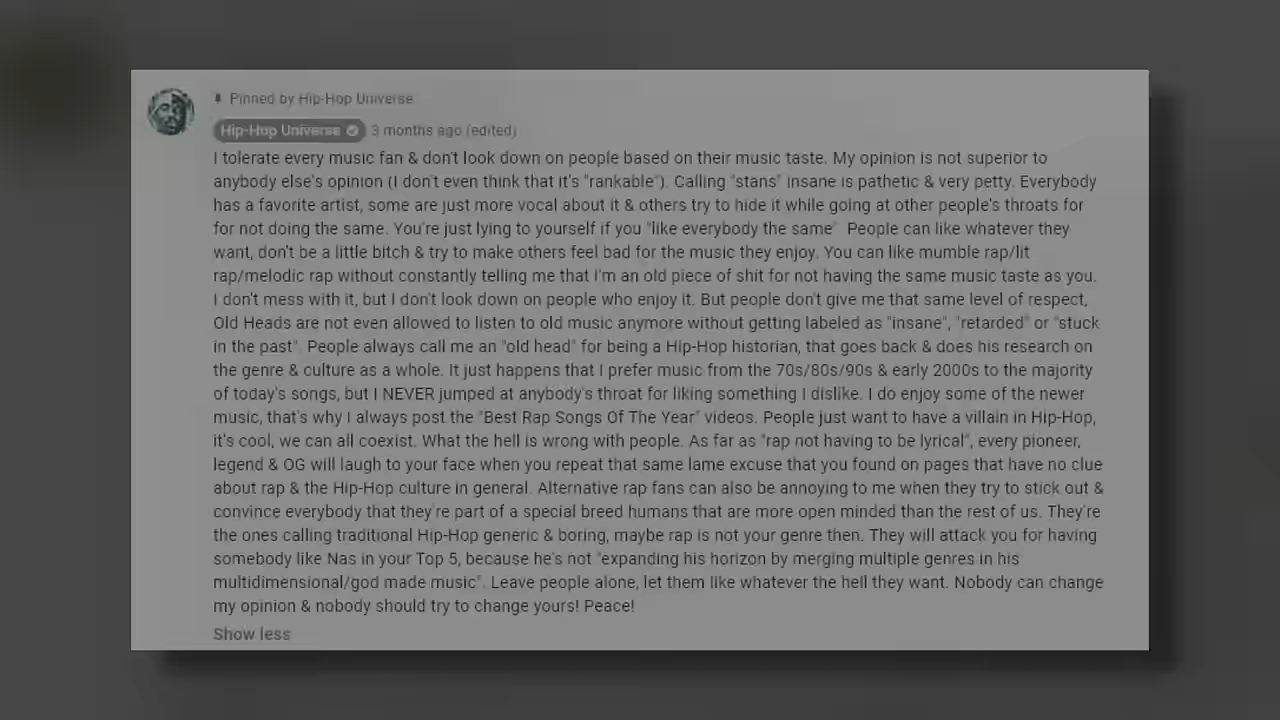 Pinned by Hip-Hop Universe
Hip-Hop Universe 3 months ago (edited)
I tolerate every music fan & don't look down on people based on their music taste. My opinion is not superior to
anybody else's opinion (I don't even think that it's "rankable"). Calling "stans" insane is pathetic & very petty. Everybody
has a favorite artist, some are just more vocal about it & others try to hide it while going at other people's throats for
for not doing the same. You're just lying to yourself if you "like everybody the same"  People can like whatever they
want, don't be a little bitch & try to make others feel bad for the music they enjoy. You can like mumble rap/lit
rap/melodic rap without constantly telling me that i'm an old piece of shit for not having the same music taste as you.
I don't mess with it, but I don't look down on people who enjoy it. But people don't give me that same level of respect,
Old Heads are not even allowed to listen to old music anymore without getting labeled as "insane", "retarded" or "stuck
in the past". People always call me an "old head" for being a Hip-Hop historian, that goes back & does his research on
the genre & culture as a whole. It just happens that I prefer music from the 70s/80s/90s & early 2000s to the majority
of today's songs, but I NEVER jumped at anybody's throat for liking something I dislike. I do enjoy some of the newer
music, that's why I always post the "Best Rap Songs Of The Year" videos. People just want to have a villain in Hip-Hop,
it's cool, we can all coexist. What the hell is wrong with people. As far as "rap not having to be lyrical", every pioneer,
legend & OG will laugh to your face when you repeat that same lame excuse that you found on pages that have no clue
about rap & the Hip-Hop culture in general. Alternative rap fans can also be annoying to me when they try to stick out &
convince everybody that they're part of a special breed humans that are more open minded than the rest of us. They're
the ones calling traditional Hip-Hop generic & boring, maybe rap is not your genre then. They will attack you for having
somebody like Nas in your Top 5, because he's not "expanding his horizon by merging multiple genres in his
multidimensional/god made music". Leave people alone, let them like whatever the hell they want. Nobody can change
my opinion & nobody should try to change yours! Peace!
Show less